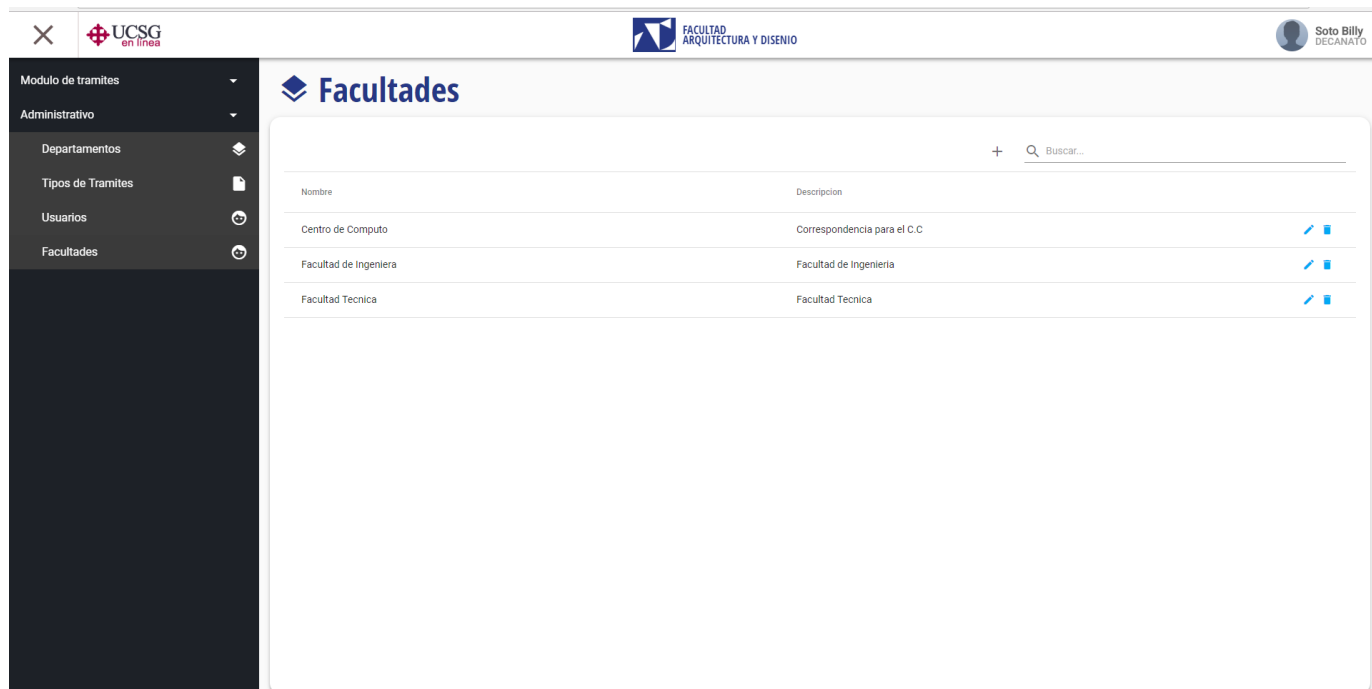 UCSG
en línea
FACULTAD
ARQUITECTURA Y DISENIO
Soto Billy
DECANATO
Modulo de tramites
Administrativo
Departamentos
Tipos de Tramites
Usuarios
Facultades
Facultades
Buscar...
Nombre Descripcion
Centro de Computo Correspondencia para el C.C
Facultad de Ingeniera Facultad de Ingenieria
Facultad Tecnica Facultad Tecnica